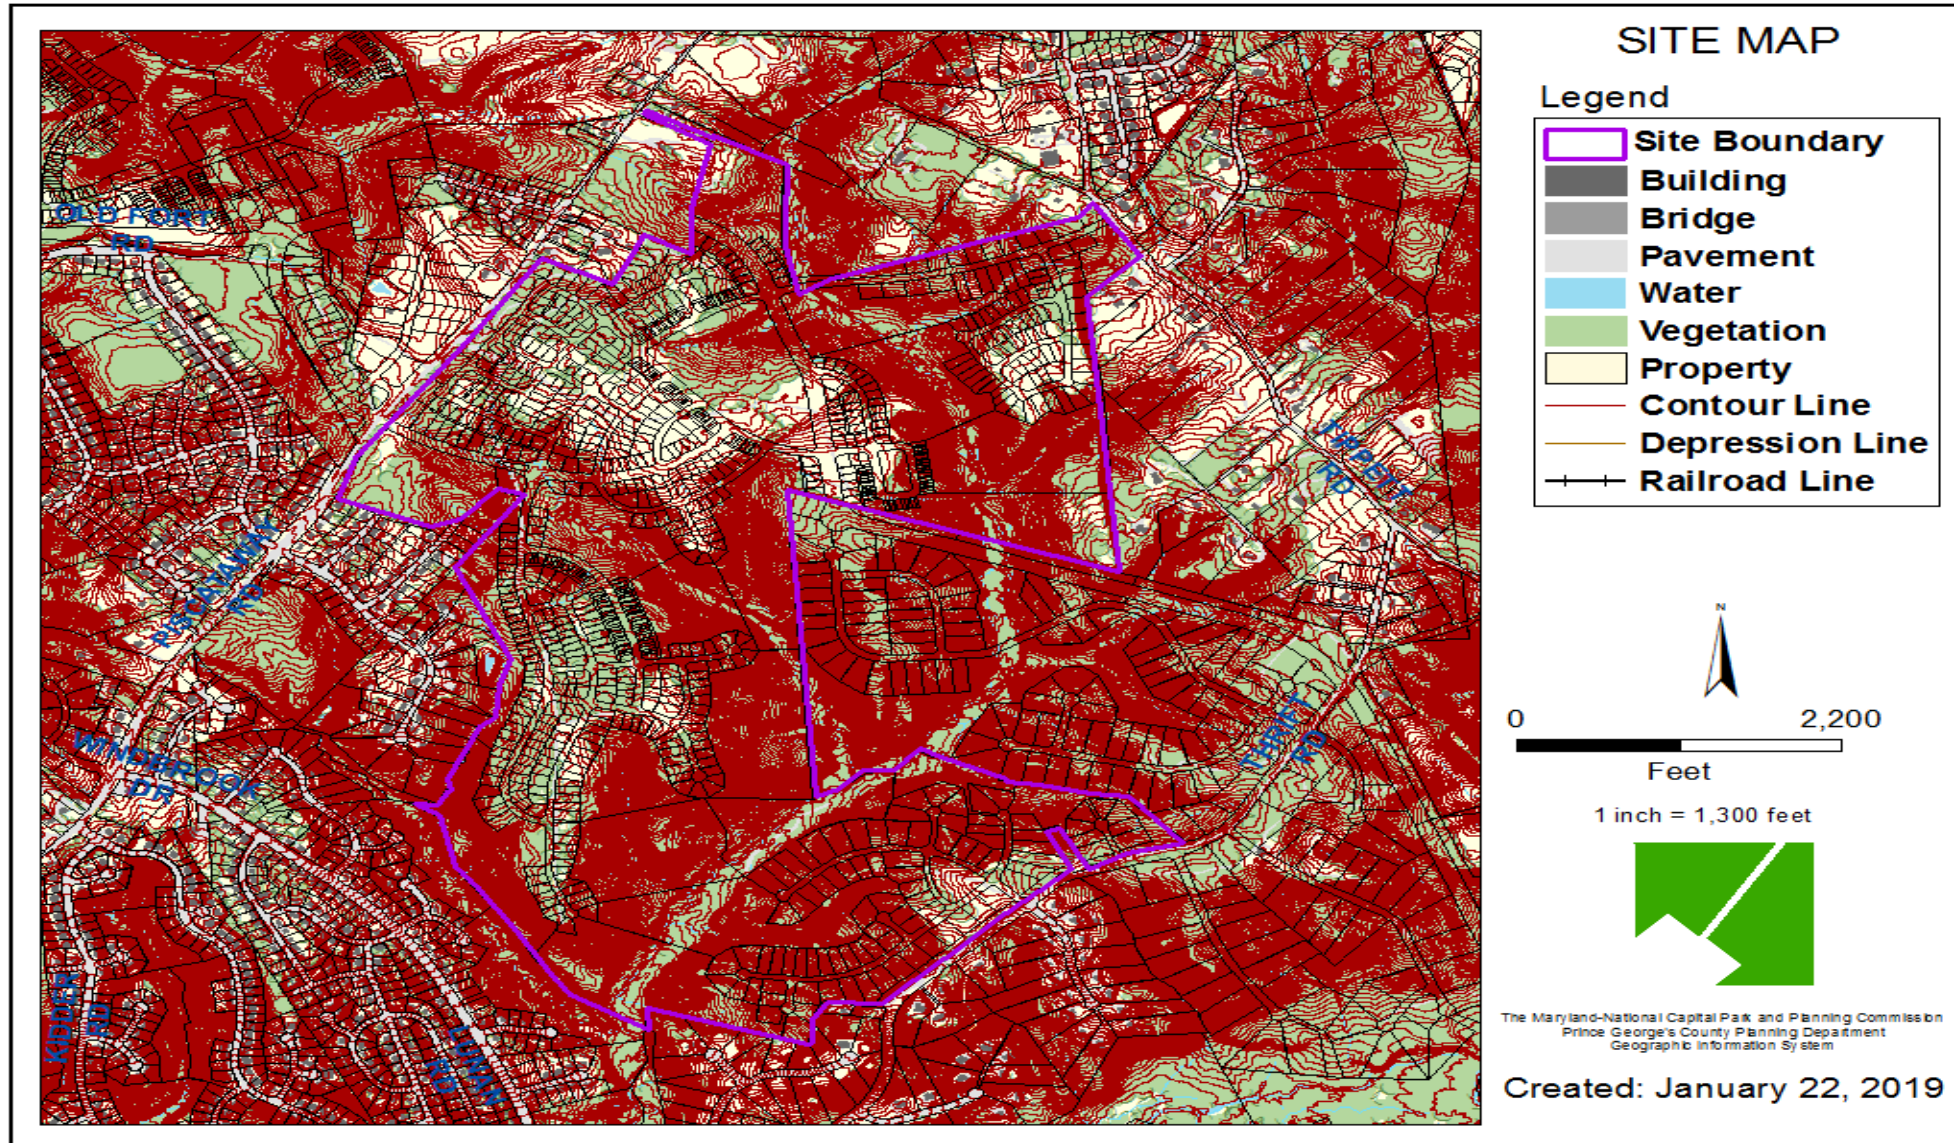 SITE MAP
Legend
Site Boundary
Building
Bridge
Pavement
Water
Vegetation
Property
Contour Line
Depression Line
Railroad Line
OLD FORT
RD
PISCATAWAY
RD
WINDBROOK
DR
KIDDER
RD
LUNAN
RD
TIPPETT
RD
THRIFT
RD
N
0 2,200
Feet
1 inch = 1,300 feet
The Maryland-National Capital Park and Planning Commission
Prince George's County Planning Department
Geographic Information System
Created: January 22, 2019